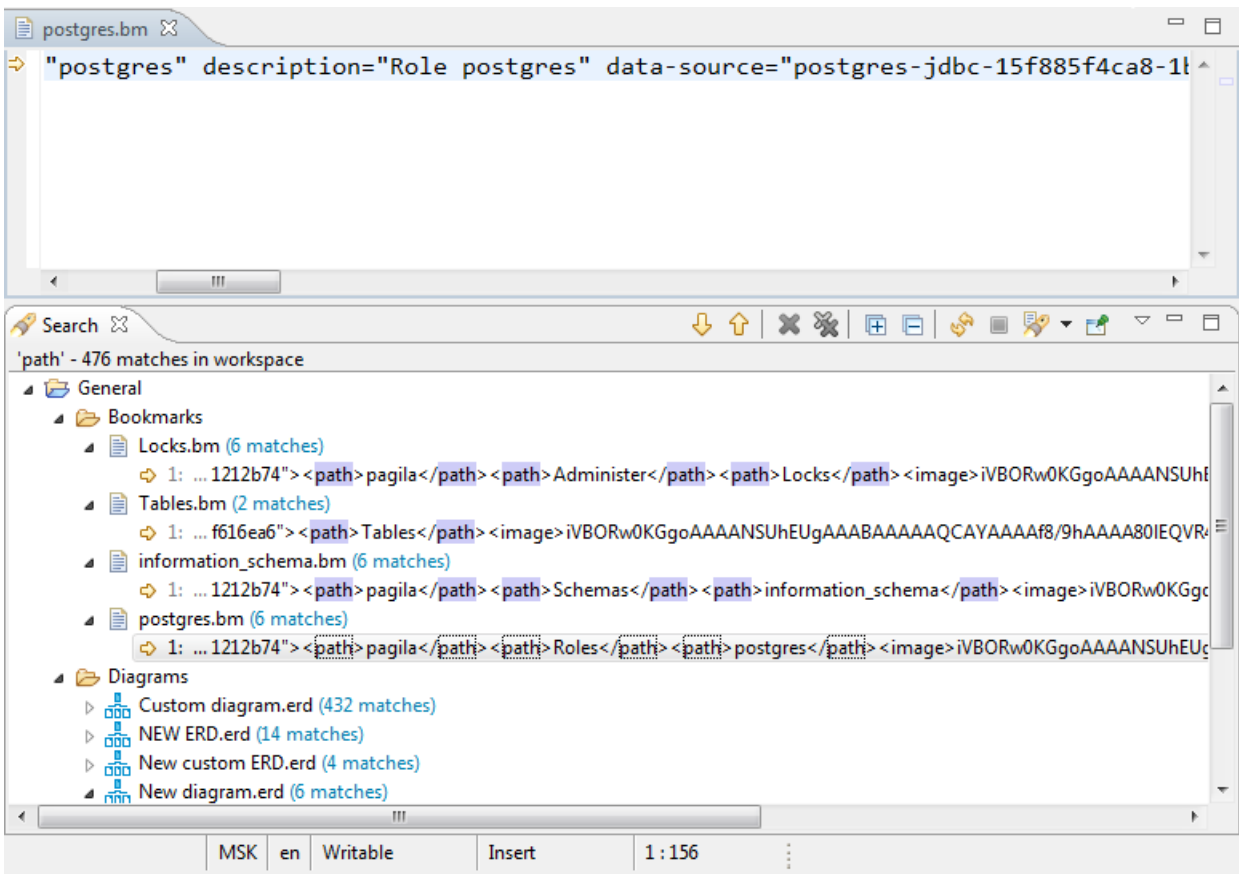 postgres.bm
"postgres" description="Role postgres" data-source="postgres-jdbc-15f885f4ca8-1
Search
'path' - 476 matches in workspace
General
Bookmarks
Locks.bm (6 matches)
1: ... 1212b74"><path>pagila</path><path>Administer</path><path>Locks</path><image>iVBORw0KGgoAAAANSUhE
Tables.bm (2 matches)
1: ... f616ea6"><path>Tables</path><image>iVBORw0KGgoAAAANSUhEUgAAABAAAAAQCAYAAAAf8/9hAAAA80lEQVR4
information_schema.bm (6 matches)
1: ... 1212b74"><path>pagila</path><path>Schemas</path><path>information_schema</path><image>iVBORw0KGgo
postgres.bm (6 matches)
1: ... 1212b74"><path>pagila</path><path>Roles</path><path>postgres</path><image>iVBORw0KGgoAAAANSUhEUg
Diagrams
Custom diagram.erd (432 matches)
NEW ERD.erd (14 matches)
New custom ERD.erd (4 matches)
New diagram.erd (6 matches)
MSK en Writable Insert 1 : 156